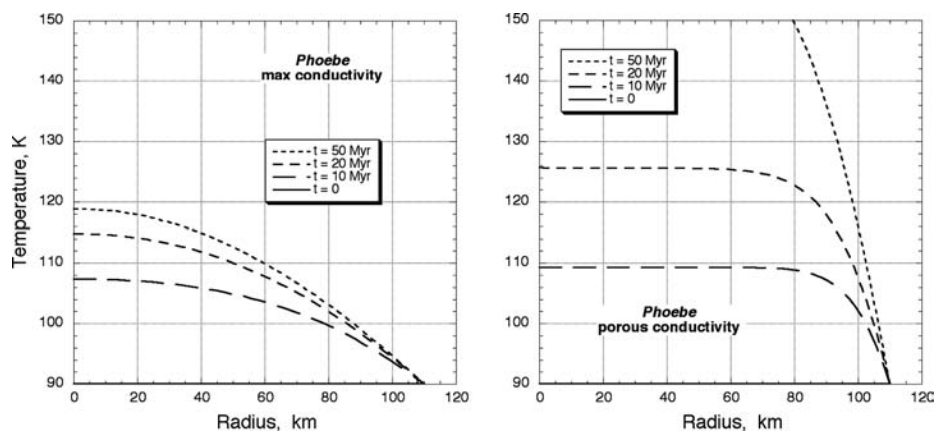 150
140
130
120
110
100
90
Temperature, K
Phoebe
max conductivity
t = 50 Myr
t = 20 Myr
t = 10 Myr
t = 0
0 20 40 60 80 100 120
Radius, km
150
140
130
120
110
100
90
t = 50 Myr
t = 20 Myr
t = 10 Myr
t = 0
Phoebe
porous conductivity
0 20 40 60 80 100 120
Radius, km